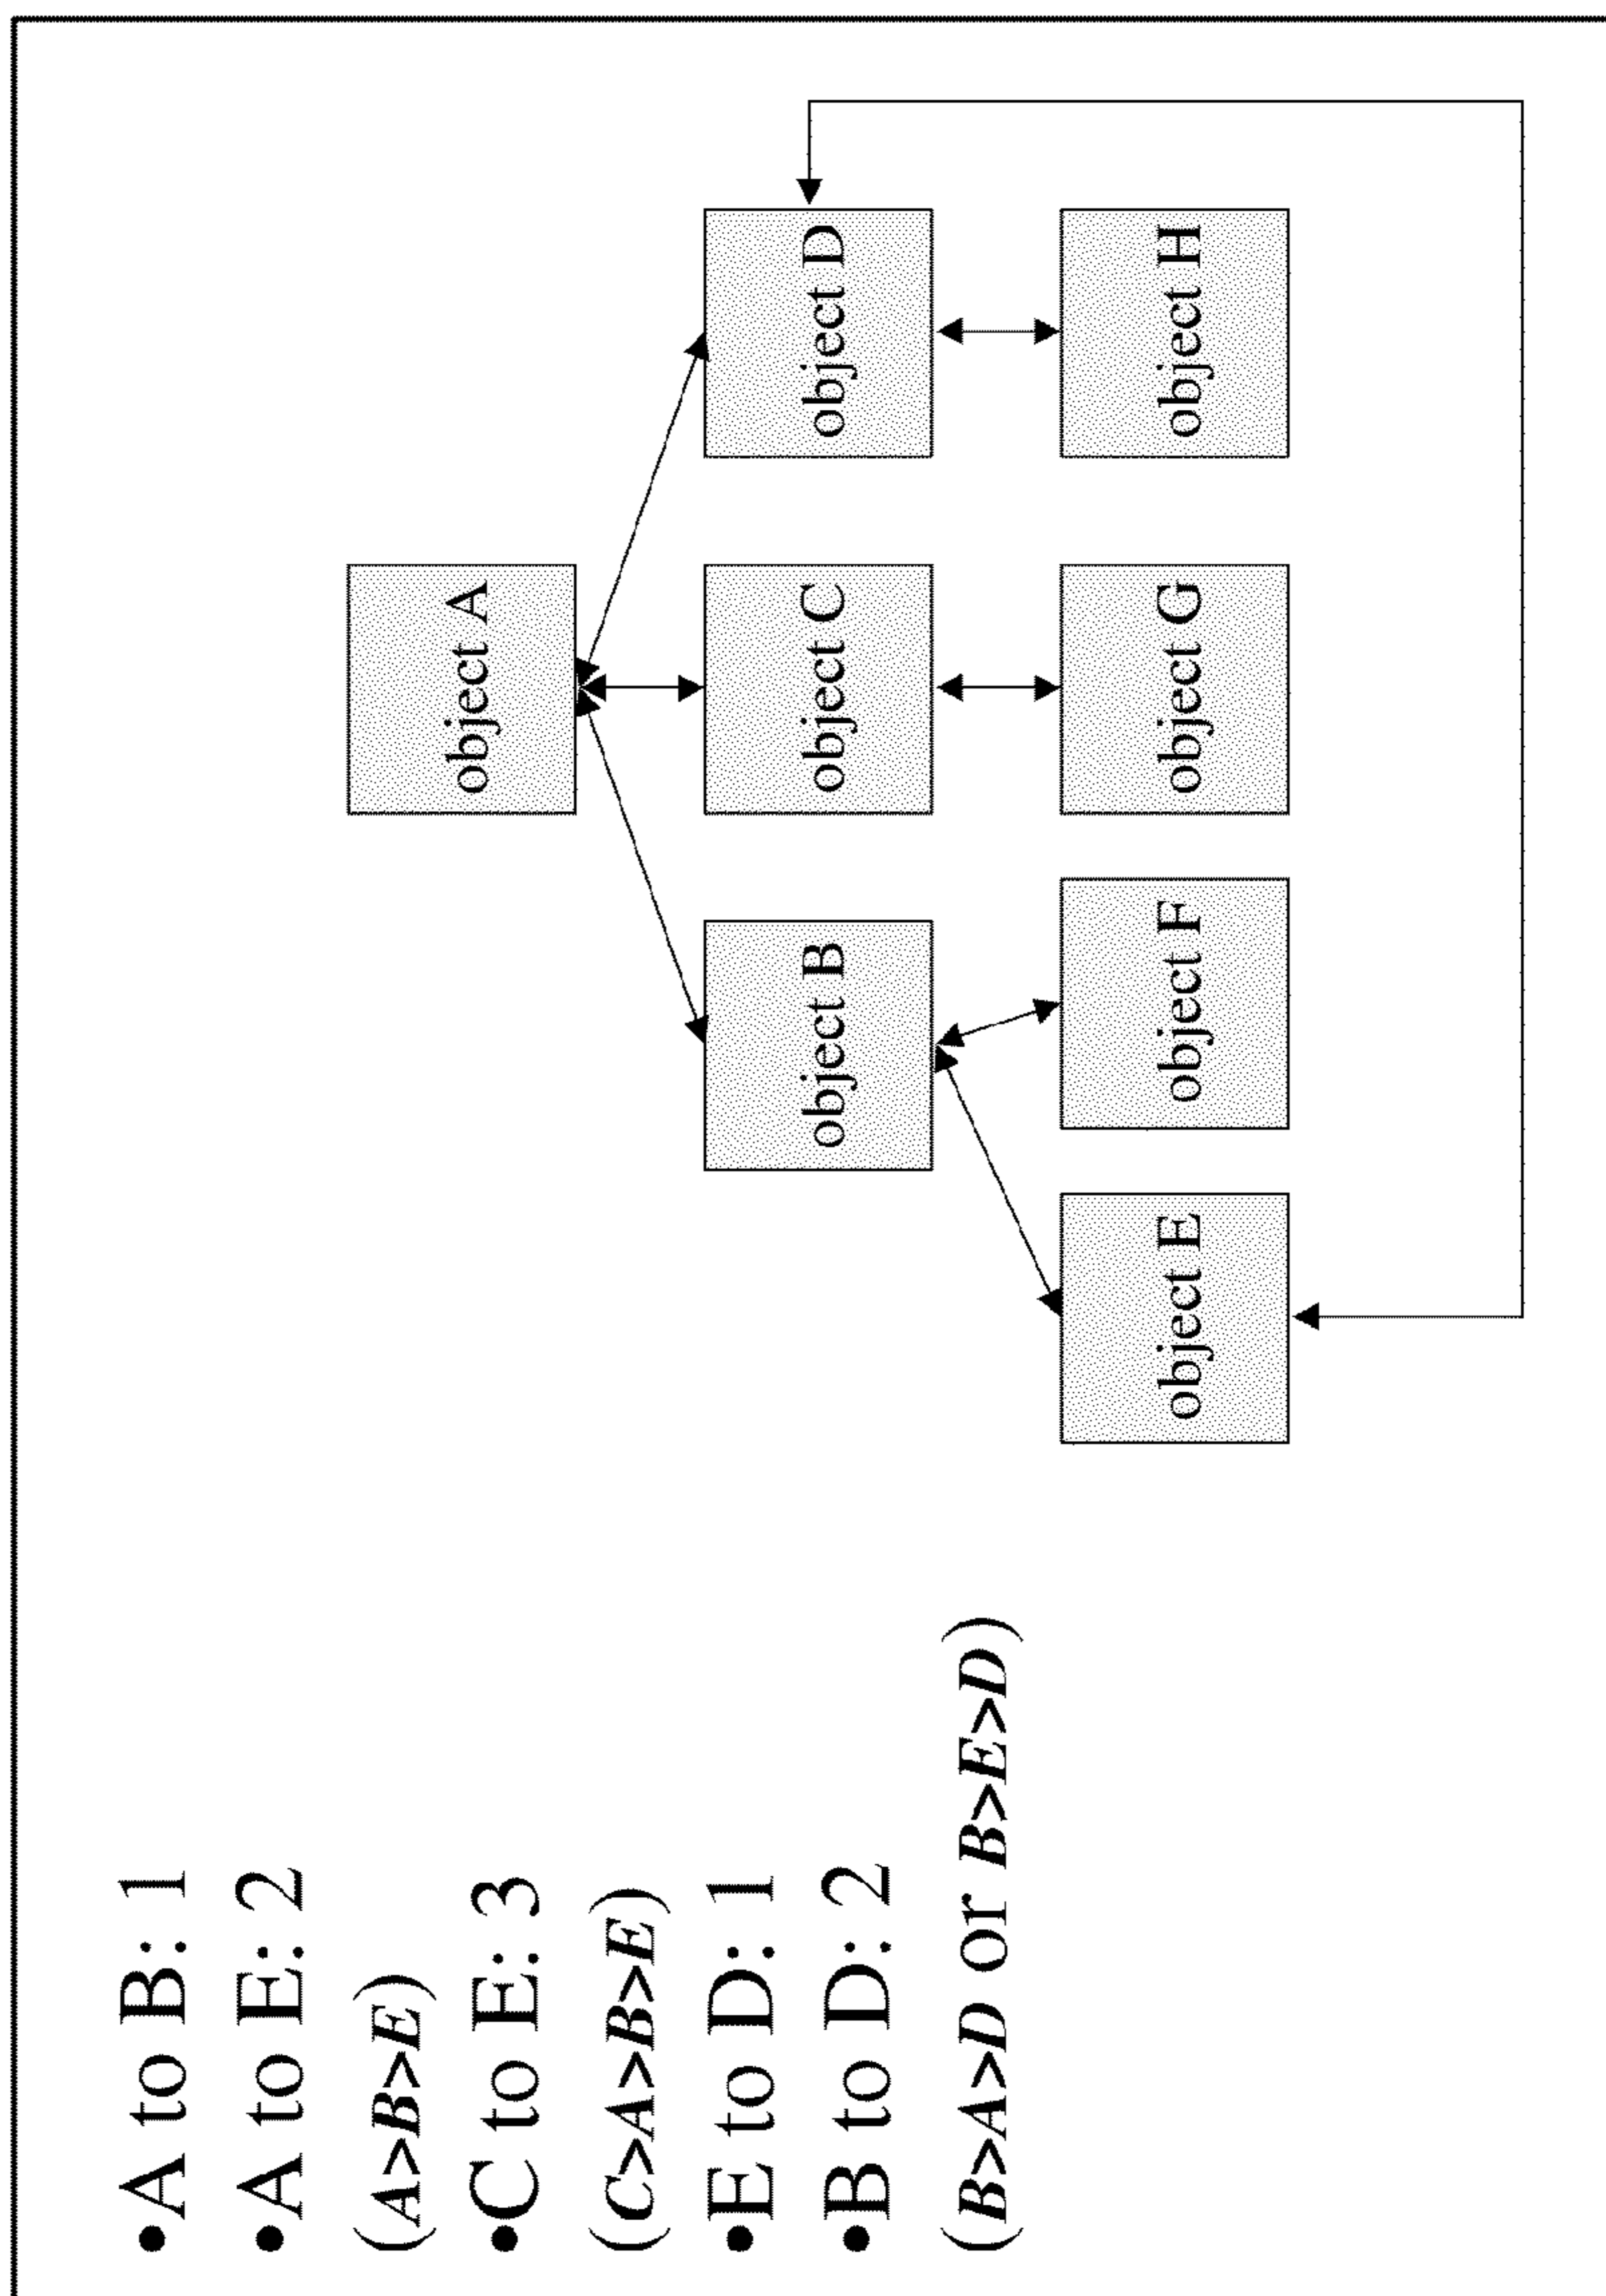 •A to B: 1
•A to E: 2
(A>B>E)
•C to E: 3
(C>A>B>E)
•E to D: 1
•B to D: 2
(B>A>D or B>E>D)
object A
object B
object C
object D
object E
object F
object G
object H